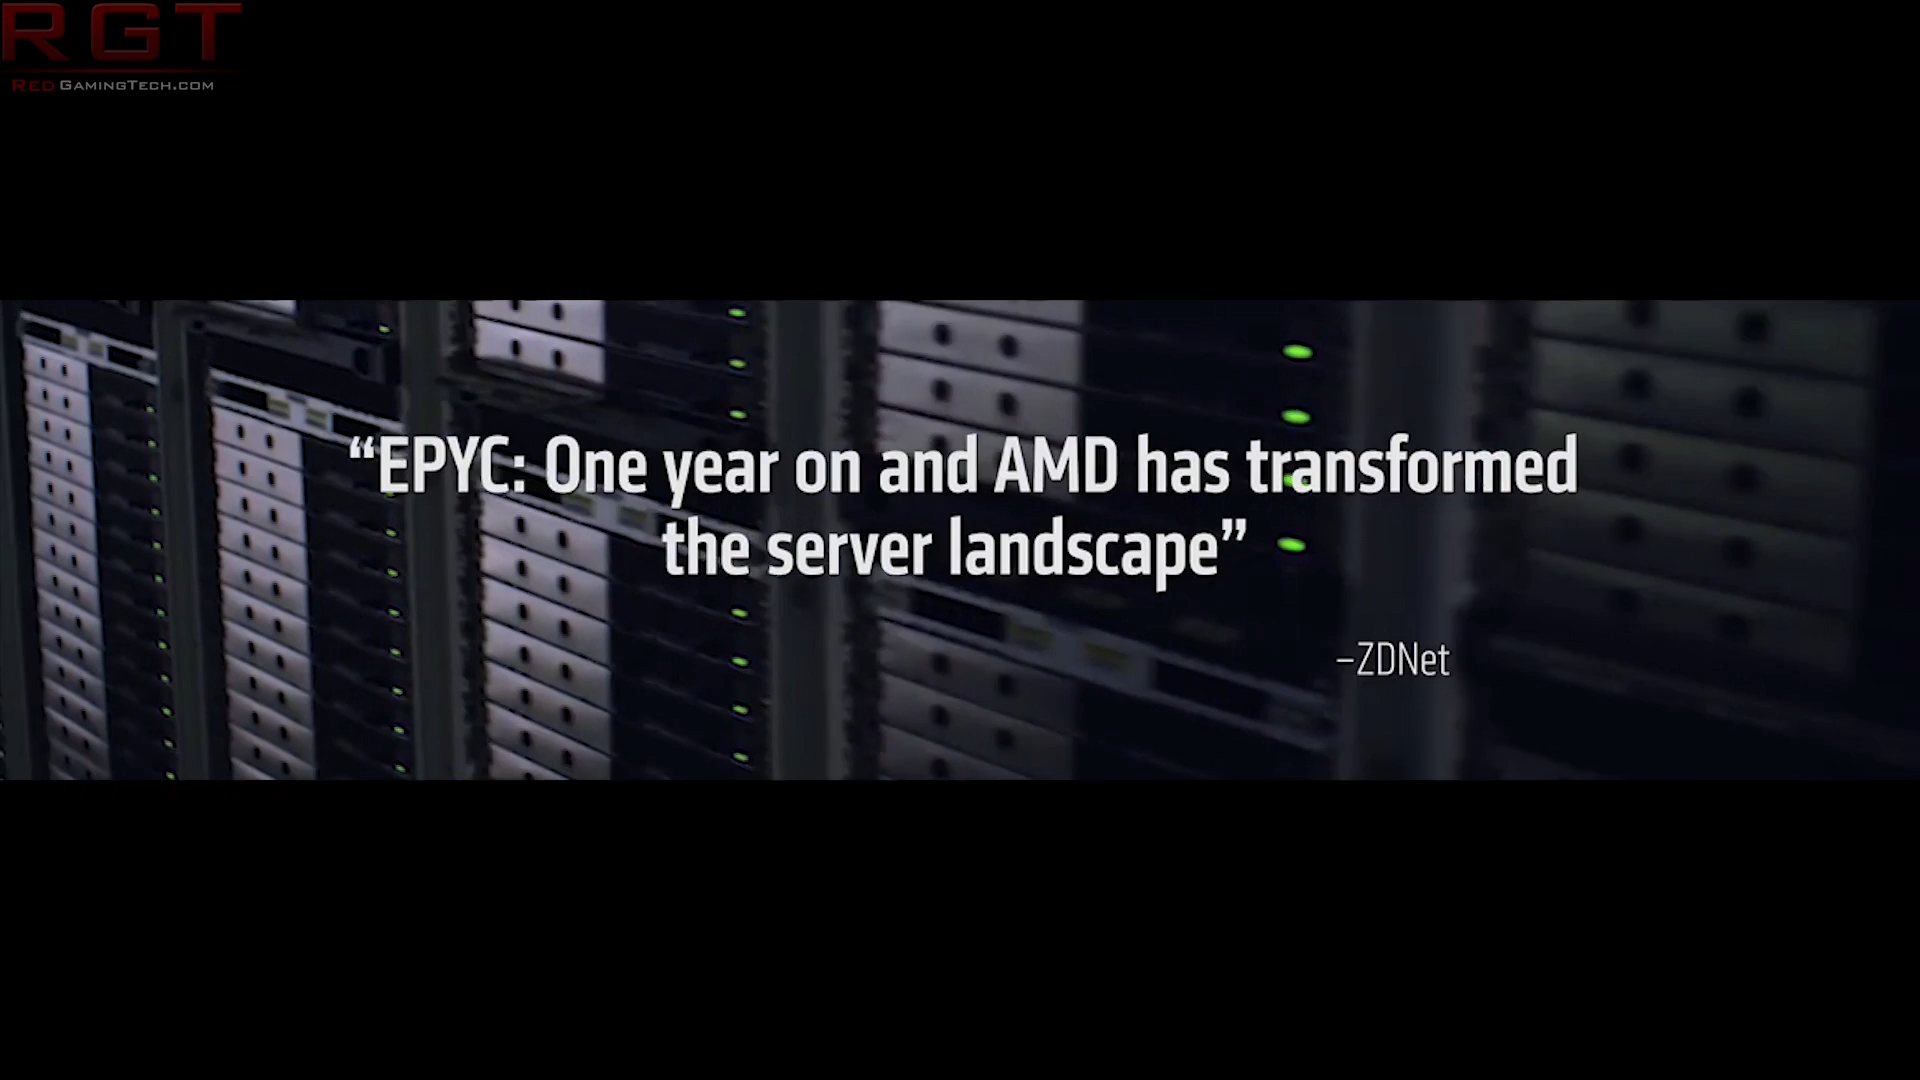 RGT
RedGamingTech.com
“EPYC: One year on and AMD has transformed
the server landscape”
–ZDNet